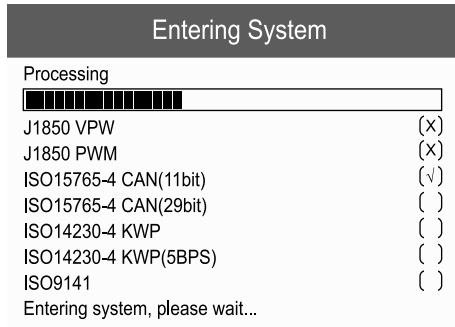 Entering System
Processing
J1850 VPW (X)
J1850 PWM (X)
ISO15765-4 CAN(11bit) (√)
ISO15765-4 CAN(29bit) ( )
ISO14230-4 KWP ( )
ISO14230-4 KWP(5BPS) ( )
ISO9141 ( )
Entering system, please wait...